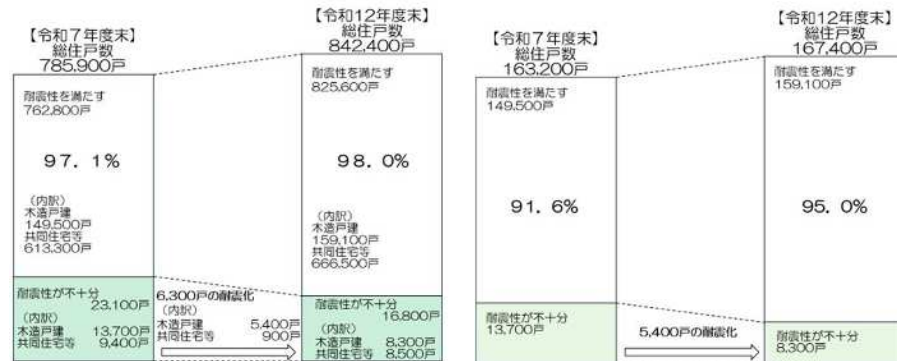 【令和7年度末】
総住戸数
785,900戸
耐震性を満たす
762,800戸
97.1%
(内訳)
木造戸建
149,500戸
共同住宅等
613,300戸
耐震性が不十分
23,100戸
(内訳)
木造戸建 13,700戸
共同住宅等 9,400戸
6,300戸の耐震化
(内訳)
木造戸建 5,400戸
共同住宅等 900戸
【令和12年度末】
総住戸数
842,400戸
耐震性を満たす
825,600戸
98.0%
(内訳)
木造戸建
159,100戸
共同住宅等
666,500戸
耐震性が不十分
16,800戸
(内訳)
木造戸建 8,300戸
共同住宅等 8,500戸
【令和7年度末】
総住戸数
163,200戸
耐震性を満たす
149,500戸
91.6%
耐震性が不十分
13,700戸
5,400戸の耐震化
【令和12年度末】
総住戸数
167,400戸
耐震性を満たす
159,100戸
95.0%
耐震性が不十分
8,300戸